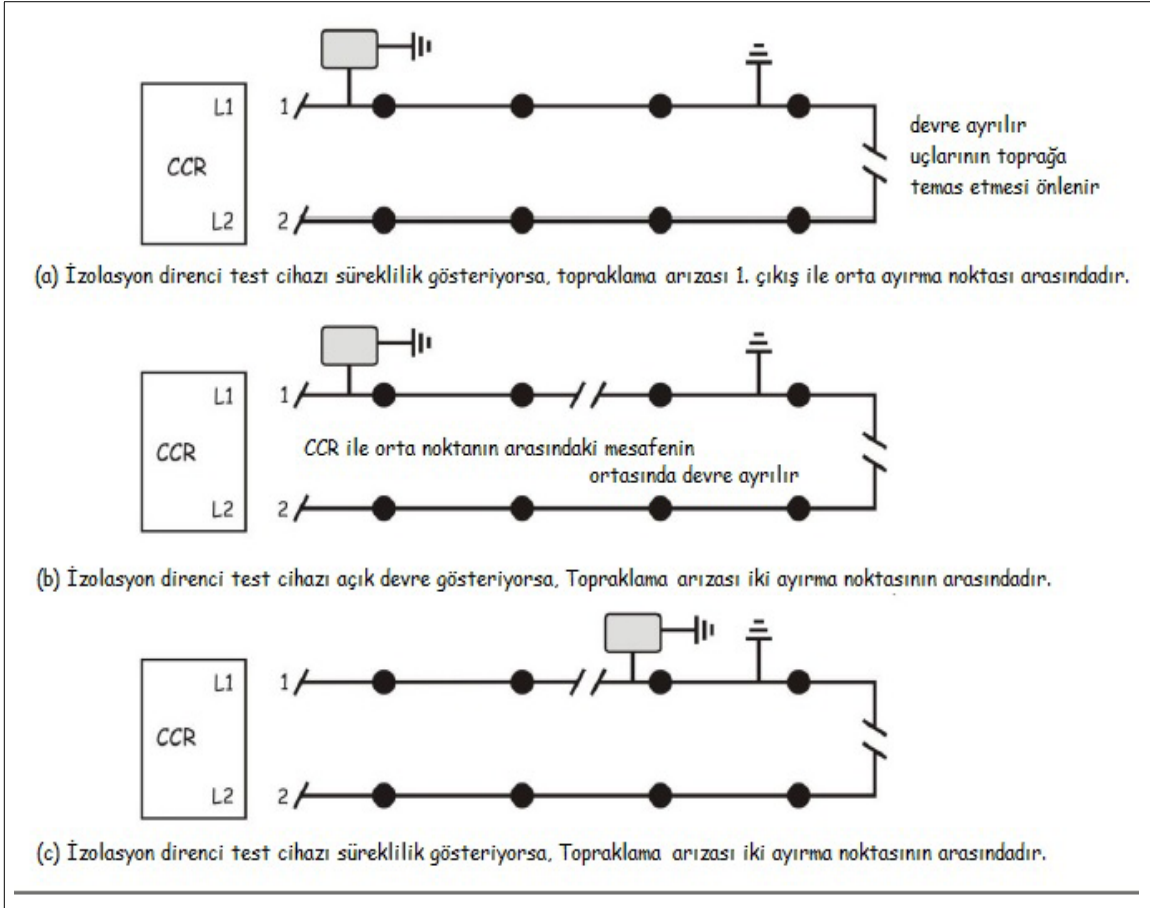 L1
1
CCR
L2
2
devre ayrılır
uçlarının toprağa
temas etmesi önlenir
(a) İzolasyon direnci test cihazı süreklilik gösteriyorsa, topraklama arızası 1. çıkış ile orta ayırma noktası arasındadır.
L1
1
CCR
L2
2
CCR ile orta noktanın arasındaki mesafenin
ortasında devre ayrılır
(b) İzolasyon direnci test cihazı açık devre gösteriyorsa, Topraklama arızası iki ayırma noktasının arasındadır.
L1
1
CCR
L2
2
(c) İzolasyon direnci test cihazı süreklilik gösteriyorsa, Topraklama arızası iki ayırma noktasının arasındadır.